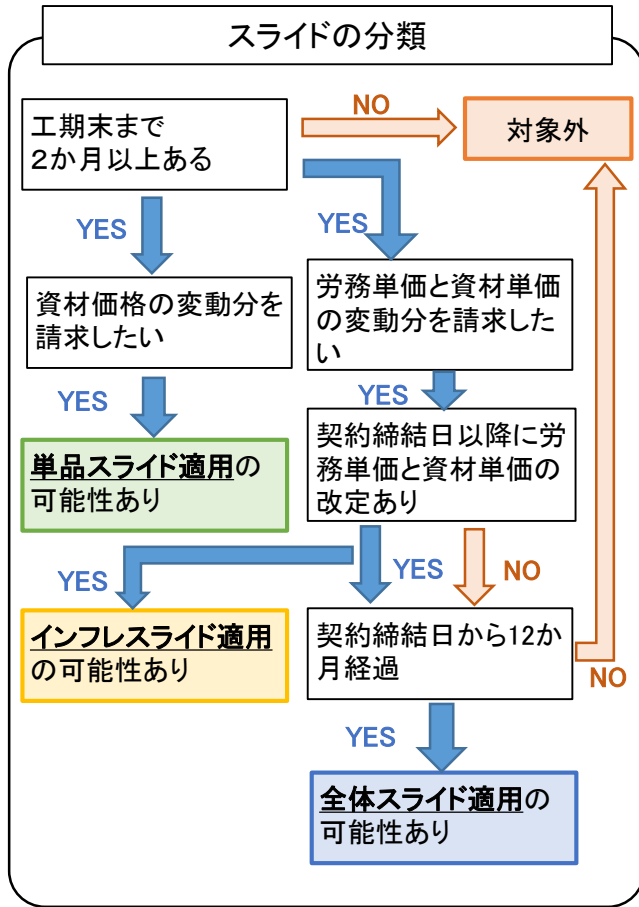 スライドの分類
工期末まで
２か月以上ある
NO
対象外
YES
YES
資材価格の変動分を
請求したい
労務単価と資材単価
の変動分を請求した
い
YES
YES
単品スライド適用の
可能性あり
契約締結日以降に労
務単価と資材単価の
改定あり
YES
YES
NO
インフレスライド適用
の可能性あり
契約締結日から12か
月経過
NO
YES
全体スライド適用の
可能性あり